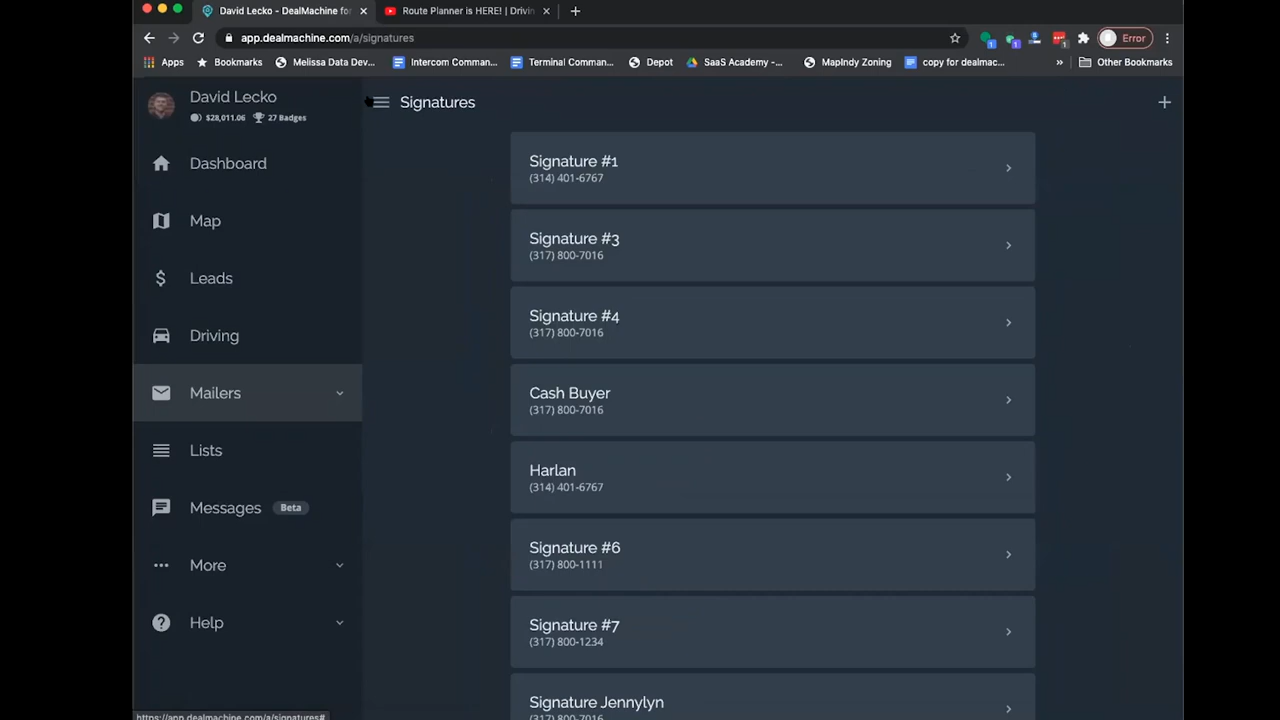 David Lecko - DealMachine for
Route Planner is HERE! | Drivin
app.dealmachine.com/a/signatures
Error
Apps
Bookmarks
Melissa Data Dev...
Intercom Comman...
Terminal Comman...
Depot
SaaS Academy -...
MapIndy Zoning
copy for dealmac...
»
Other Bookmarks
David Lecko
$28,011.06 27 Badges
Signatures
Dashboard
Map
Leads
Driving
Mailers
Lists
Messages Beta
More
Help
Signature #1
(314) 401-6767
Signature #3
(317) 800-7016
Signature #4
(317) 800-7016
Cash Buyer
(317) 800-7016
Harlan
(314) 401-6767
Signature #6
(317) 800-1111
Signature #7
(317) 800-1234
Signature Jennylyn
(317) 800-7016
https://app.dealmachine.com/a/signatures#